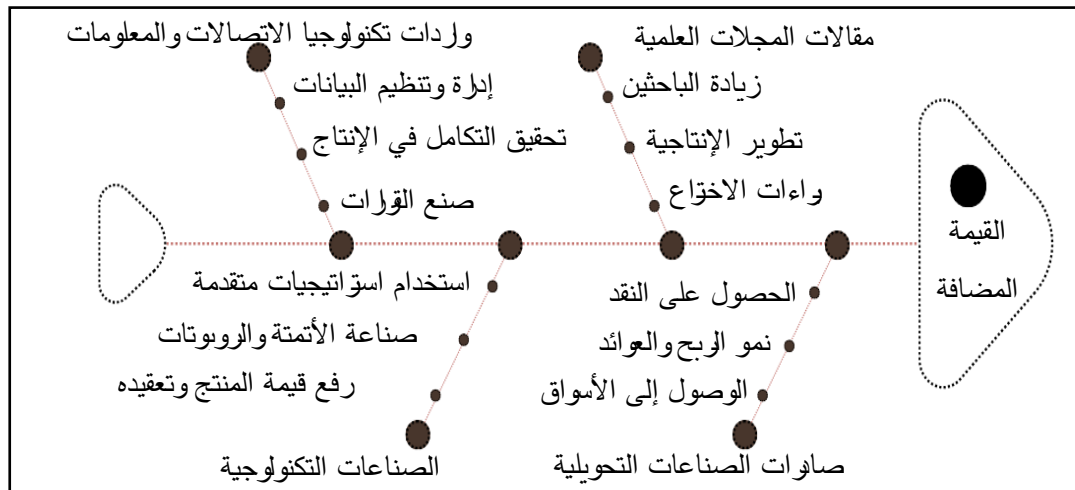 مقالات المجلات العلمية
زيادة الباحثين
تطوير الإنتاجية
براءات الاختراع
واردات تكنولوجيا الاتصالات والمعلومات
إدارة وتنظيم البيانات
تحقيق التكامل في الإنتاج
صنع القرارات
القيمة
المضافة
الحصول على النقد
نمو الربح والعوائد
الوصول إلى الأسواق
صادرات الصناعات التحويلية
استخدام استراتيجيات متقدمة
صناعة الأتمتة والروبوتات
رفع قيمة المنتج وتعقيده
الصناعات التكنولوجية